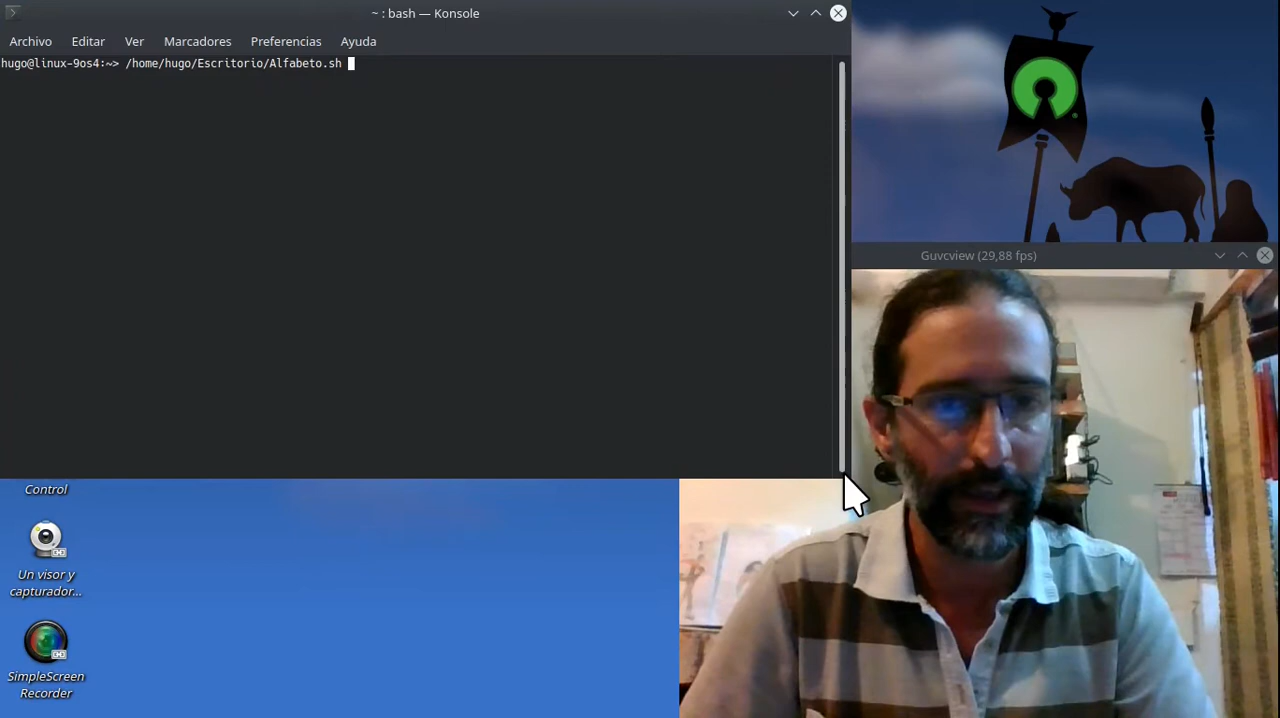 ~ : bash — Konsole
Archivo Editar Ver Marcadores Preferencias Ayuda
hugo@linux-9os4:~> /home/hugo/Escritorio/Alfabeto.sh
Guvcview (29,88 fps)
Control
Un visor y
capturador...
SimpleScreen
Recorder